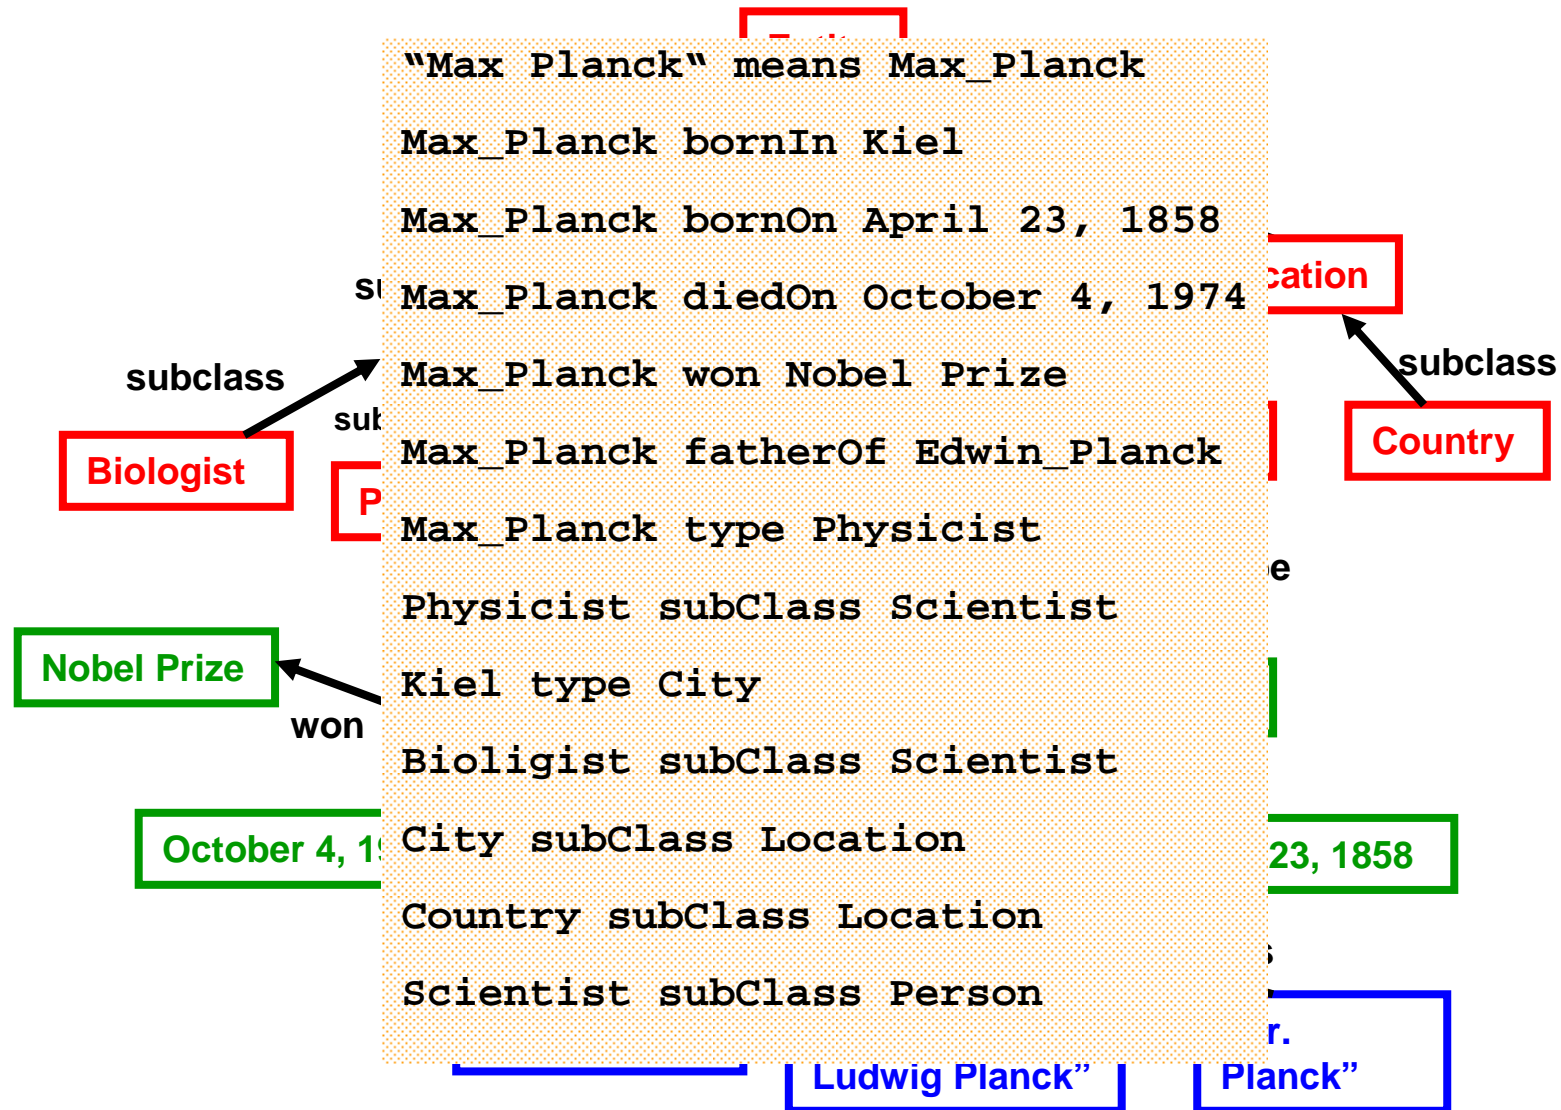 “Max Planck“ means Max_Planck
Max_Planck bornIn Kiel
Max_Planck bornOn April 23, 1858
cation
Max_Planck diedOn October 4, 1974
subclass
subclass
Max_Planck won Nobel Prize
Biologist
Max_Planck fatherOf Edwin_Planck
Country
Max_Planck type Physicist
Physicist subClass Scientist
Nobel Prize
Kiel type City
won
Bioligist subClass Scientist
October 4, 19
City subClass Location
23, 1858
Country subClass Location
Scientist subClass Person
r.
Ludwig Planck”
Planck”